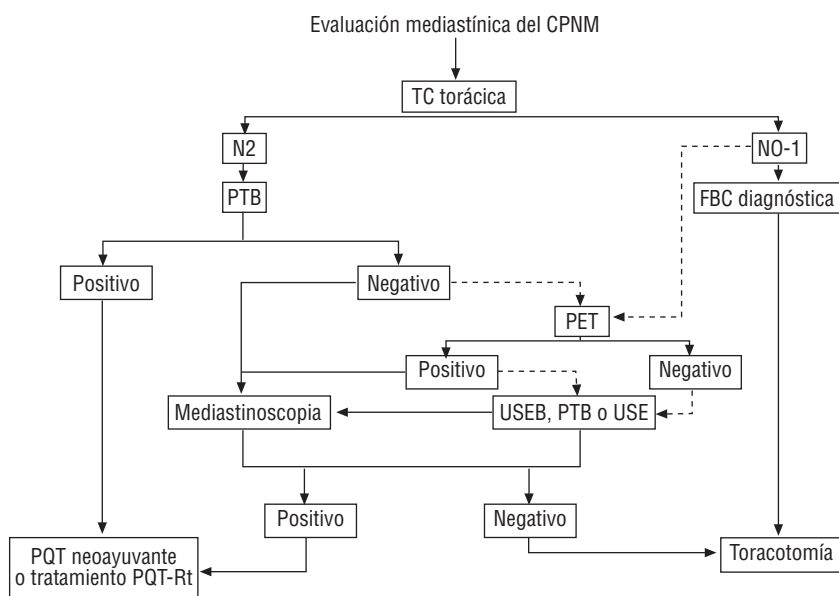 Evaluación mediastínica del CPNM
TC torácica
N2
NO-1
PTB
FBC diagnóstica
Positivo
Negativo
PET
Positivo
Negativo
Mediastinoscopia
USEB, PTB o USE
Positivo
Negativo
PQT neoayuvante
o tratamiento PQT-Rt
Toracotomía